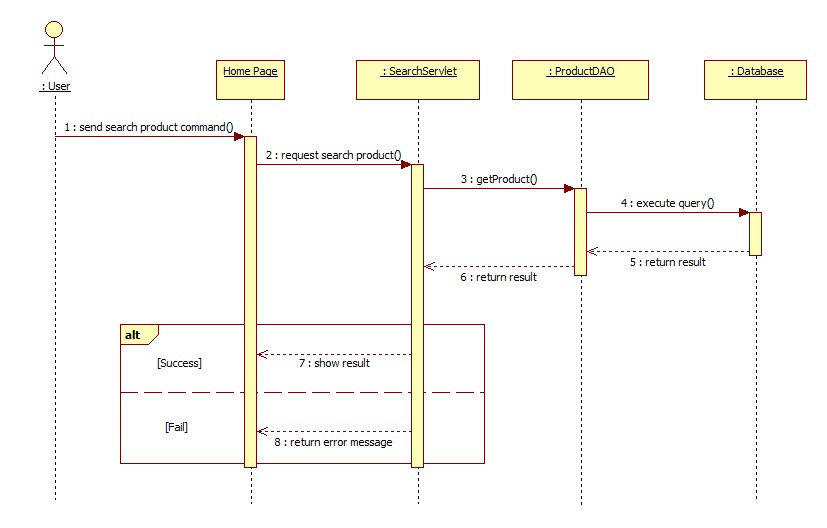 : User
Home Page
: SearchServlet
: ProductDAO
: Database
1 : send search product command()
2 : request search product()
3 : getProduct()
4 : execute query()
5 : return result
6 : return result
alt
[Success]
7 : show result
[Fail]
8 : return error message